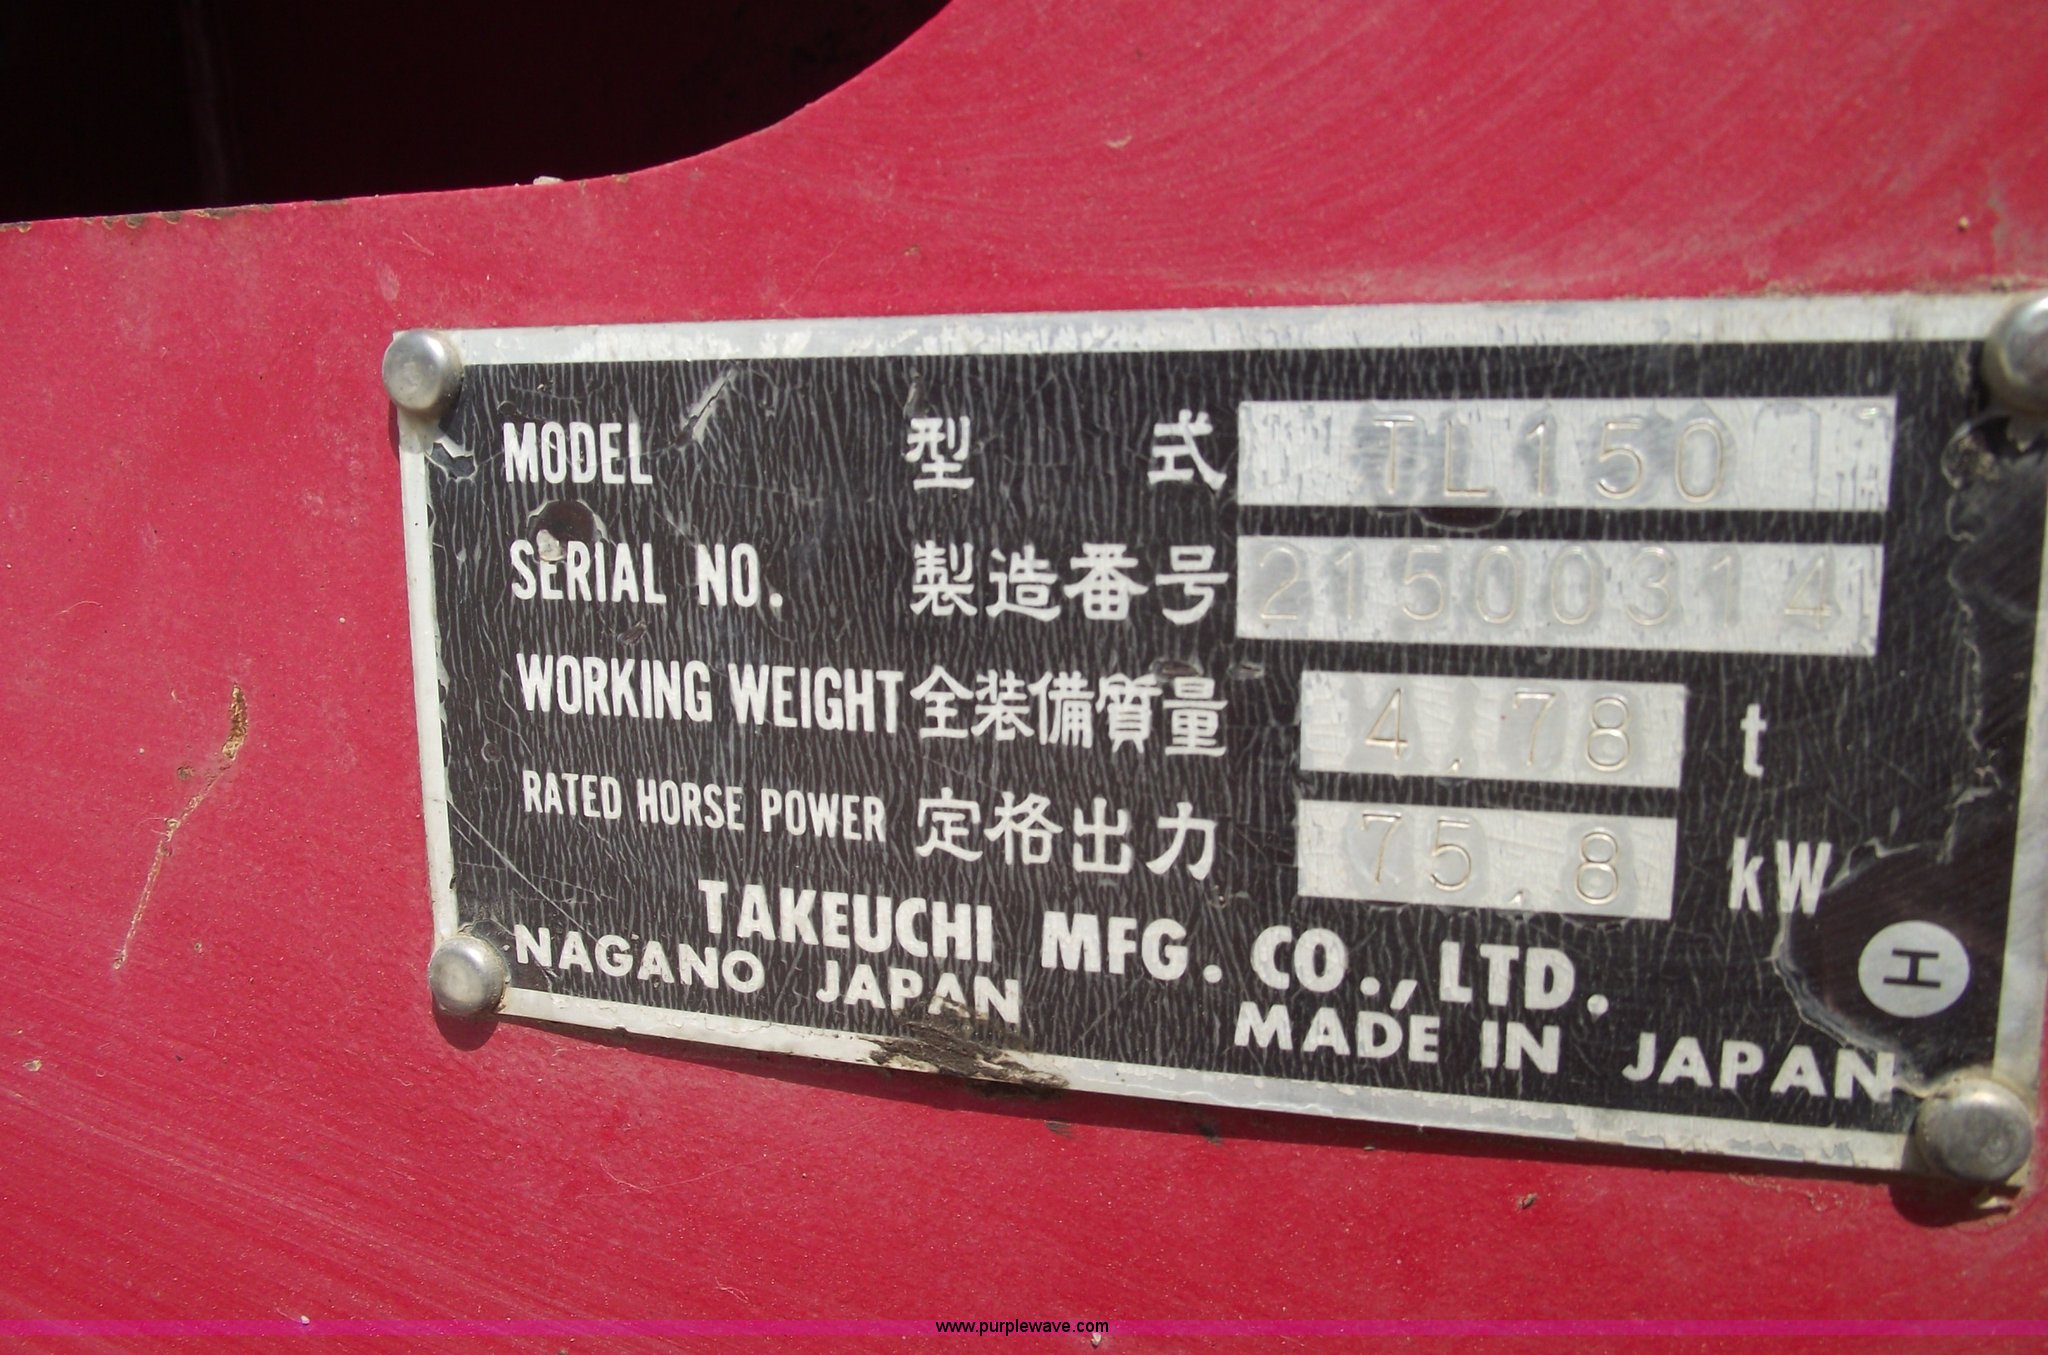 MODEL 型 式 TL150
SERIAL NO. 製造番号 21500314
WORKING WEIGHT 全装備質量 4.78 t
RATED HORSE POWER 定格出力 75.8 kW
TAKEUCHI MFG. CO., LTD.
NAGANO JAPAN MADE IN JAPAN
H
www.purplewave.com